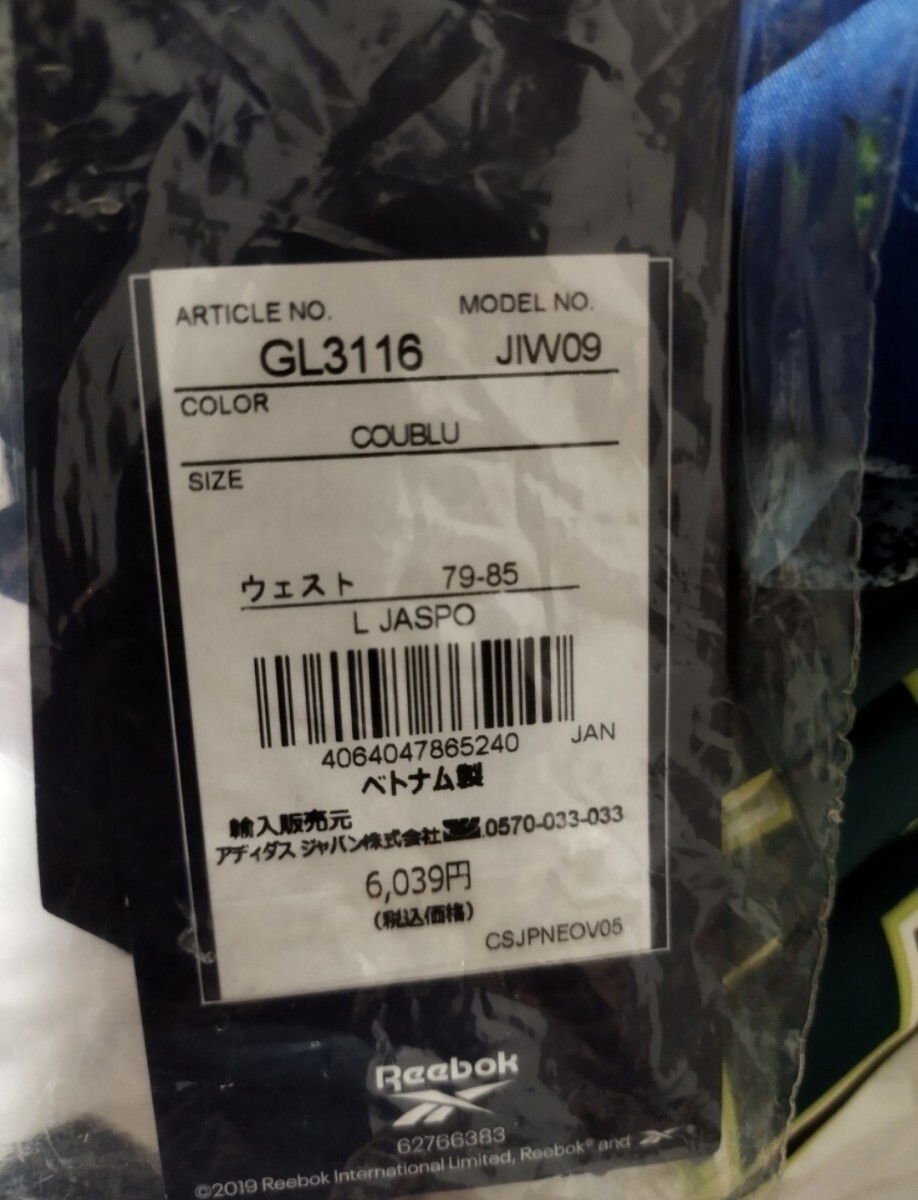 ARTICLE NO. MODEL NO.
GL3116 JIW09
COLOR
COUBLU
SIZE
ウェスト 79-85
L JASPO
4064047865240 JAN
ベトナム製
輸入販売元
アディダス ジャパン株式会社 0570-033-033
6,039円
(税込価格)
CSJPNEOV05
Reebok
62766383
©2019 Reebok International Limited, Reebok® and